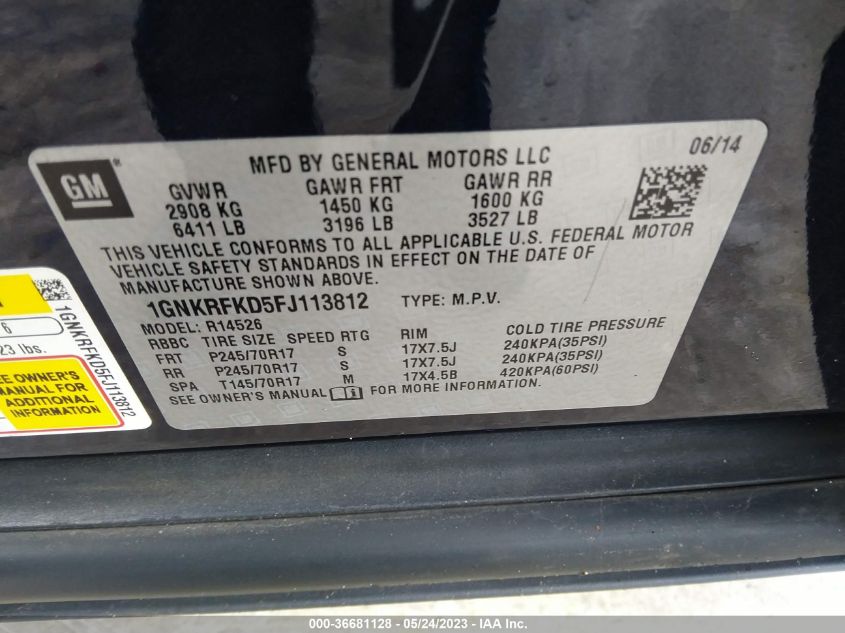 GM
MFD BY GENERAL MOTORS LLC
06/14
GVWR GAWR FRT GAWR RR
2908 KG 1450 KG 1600 KG
6411 LB 3196 LB 3527 LB
THIS VEHICLE CONFORMS TO ALL APPLICABLE U.S. FEDERAL MOTOR
VEHICLE SAFETY STANDARDS IN EFFECT ON THE DATE OF
MANUFACTURE SHOWN ABOVE.
1GNKRFKD5FJ113812 TYPE: M.P.V.
MODEL: R14526
RBBC TIRE SIZE SPEED RTG RIM COLD TIRE PRESSURE
FRT P245/70R17 S 17X7.5J 240KPA(35PSI)
RR P245/70R17 S 17X7.5J 240KPA(35PSI)
SPA T145/70R17 M 17X4.5B 420KPA(60PSI)
SEE OWNER'S MANUAL FOR MORE INFORMATION.
6
23 lbs.
SEE OWNER'S
MANUAL FOR
ADDITIONAL
INFORMATION
1GNKRFKD5FJ113812
000-36681128 - 05/24/2023 - IAA Inc.